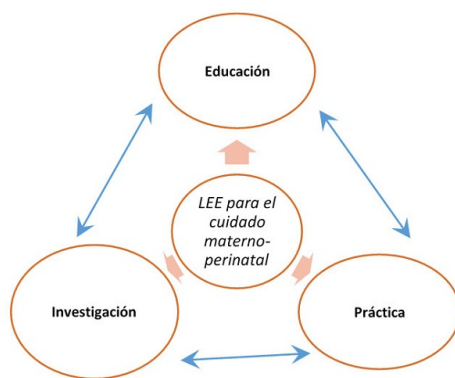 Educación
LEE para el
cuidado
materno-
perinatal
Investigación
Práctica